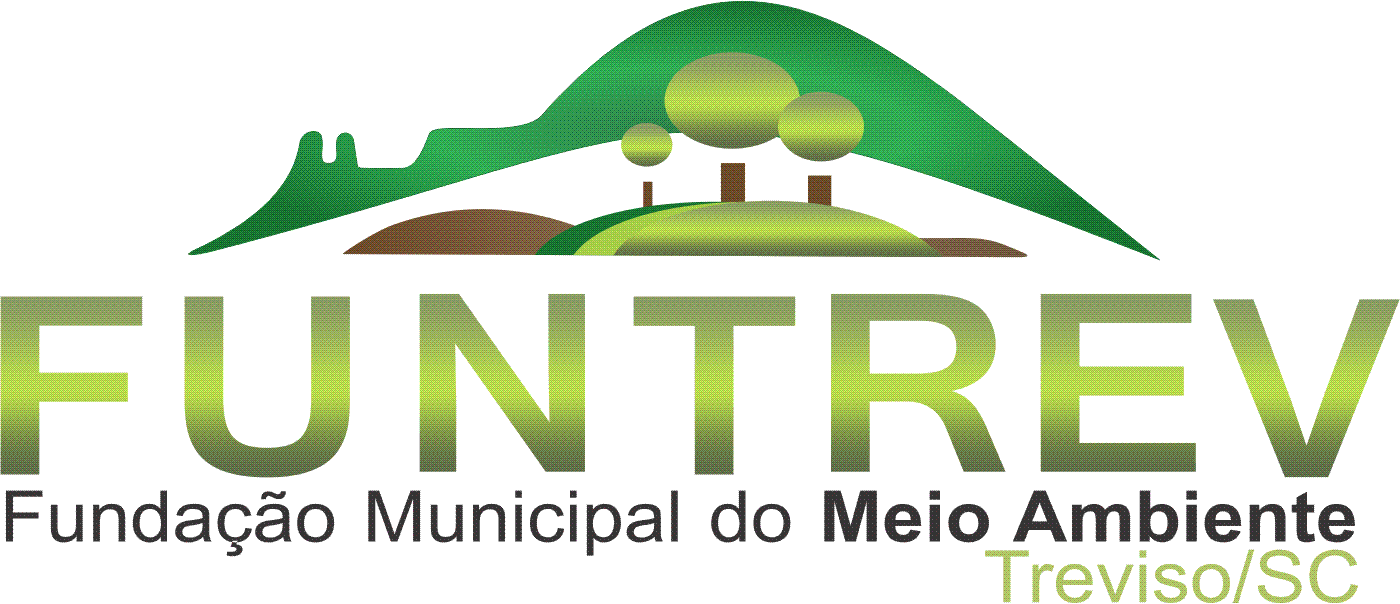 FUNTREV
Fundação Municipal do Meio Ambiente
Treviso/SC